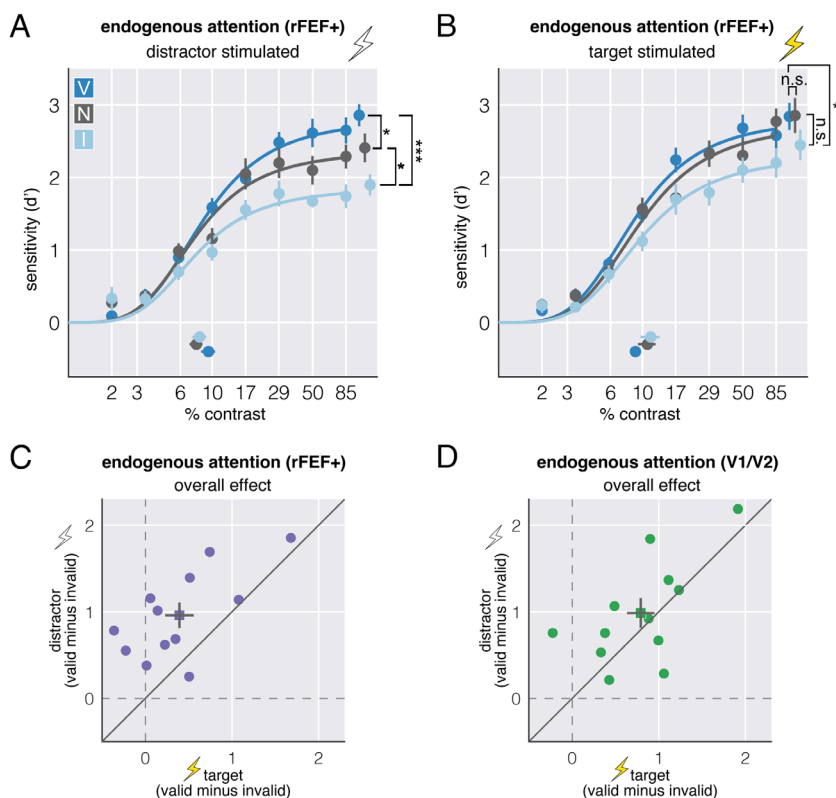 A
endogenous attention (rFEF+)
distractor stimulated
V
N
I
3
2
1
0
sensitivity (d')
2 3 6 10 17 29 50 85
% contrast
*
*
***
B
endogenous attention (rFEF+)
target stimulated
n.s.
n.s.
*
3
2
1
0
sensitivity (d')
2 3 6 10 17 29 50 85
% contrast
C
endogenous attention (rFEF+)
overall effect
2
1
0
distractor
(valid minus invalid)
0 1 2
target
(valid minus invalid)
D
endogenous attention (V1/V2)
overall effect
2
1
0
distractor
(valid minus invalid)
0 1 2
target
(valid minus invalid)